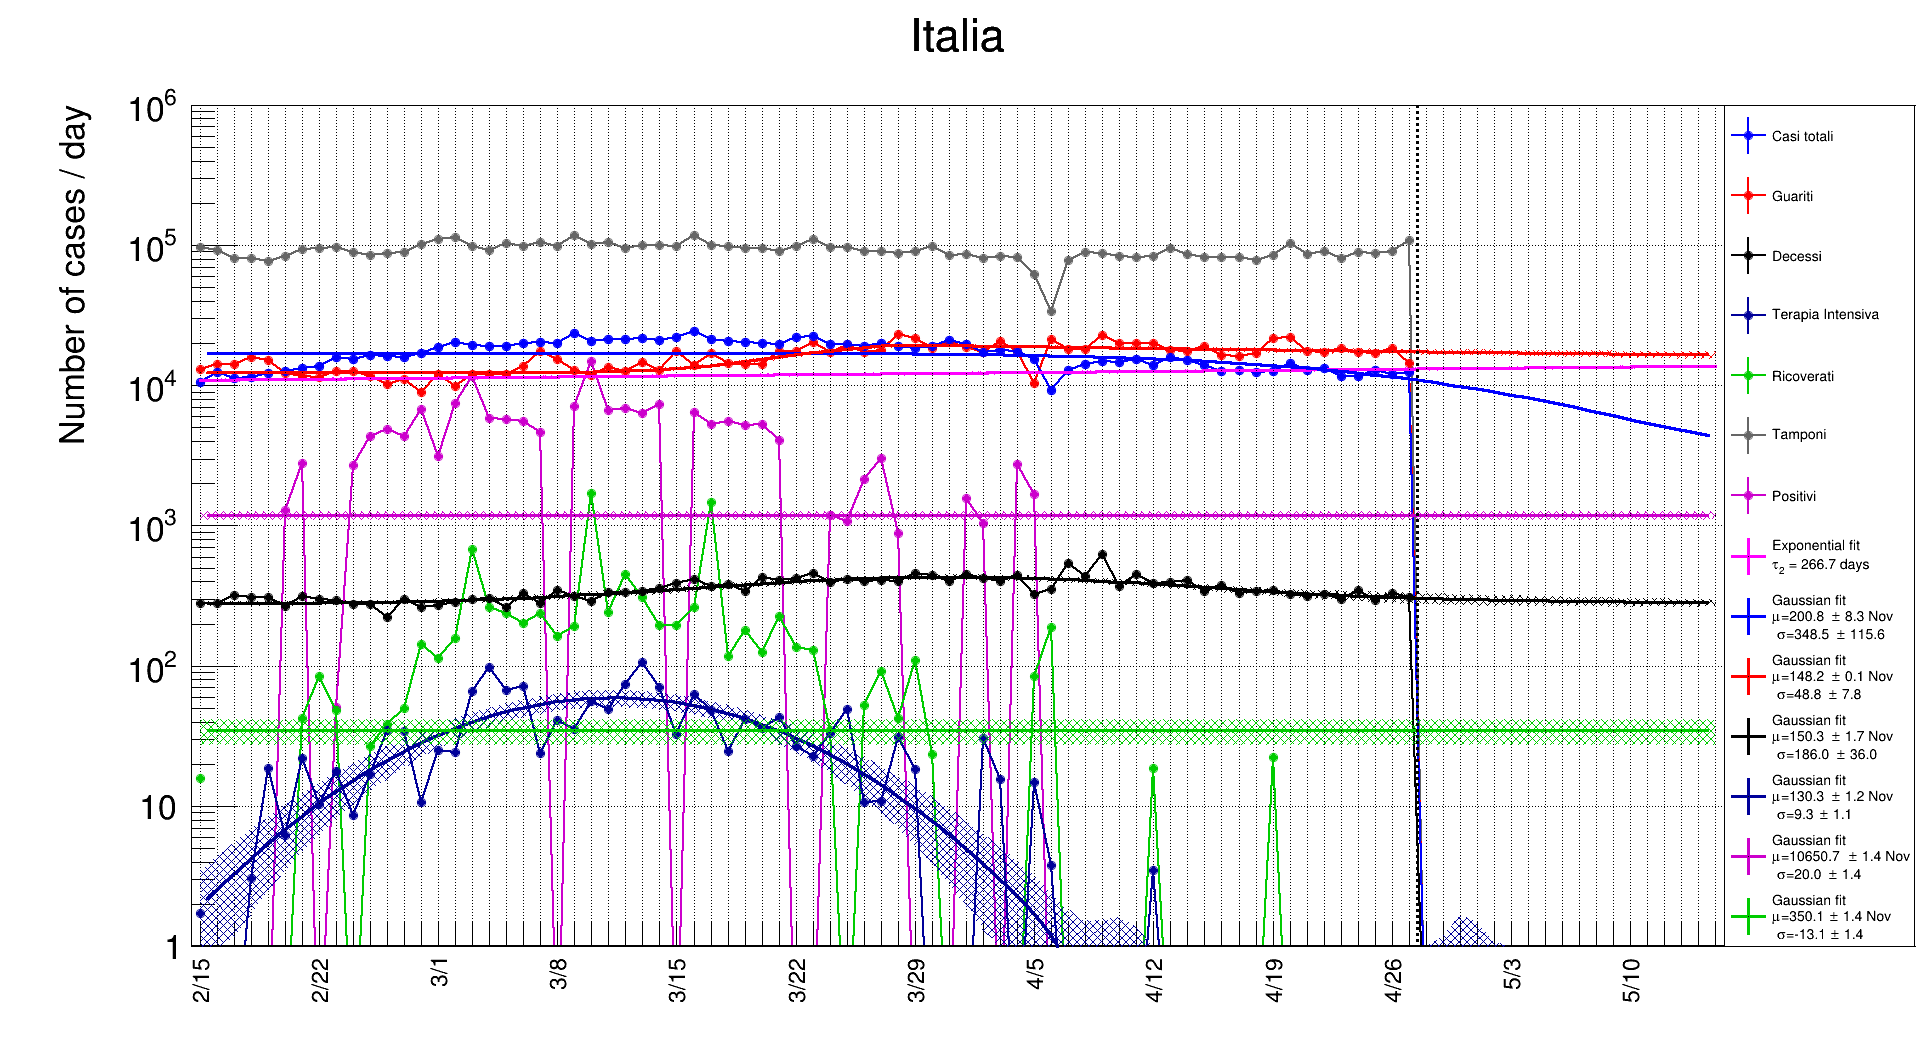 Italia
Number of cases / day
10^6
10^5
10^4
10^3
10^2
10
1
2/15
2/22
3/1
3/8
3/15
3/22
3/29
4/5
4/12
4/19
4/26
5/3
5/10
Casi totali
Guariti
Decessi
Terapia Intensiva
Ricoverati
Tamponi
Positivi
Exponential fit
τ_2 = 266.7 days
Gaussian fit
μ=200.8 ± 8.3 Nov
σ=348.5 ± 115.6
Gaussian fit
μ=148.2 ± 0.1 Nov
σ=48.8 ± 7.8
Gaussian fit
μ=150.3 ± 1.7 Nov
σ=186.0 ± 36.0
Gaussian fit
μ=130.3 ± 1.2 Nov
σ=9.3 ± 1.1
Gaussian fit
μ=10650.7 ± 1.4 Nov
σ=20.0 ± 1.4
Gaussian fit
μ=350.1 ± 1.4 Nov
σ=-13.1 ± 1.4